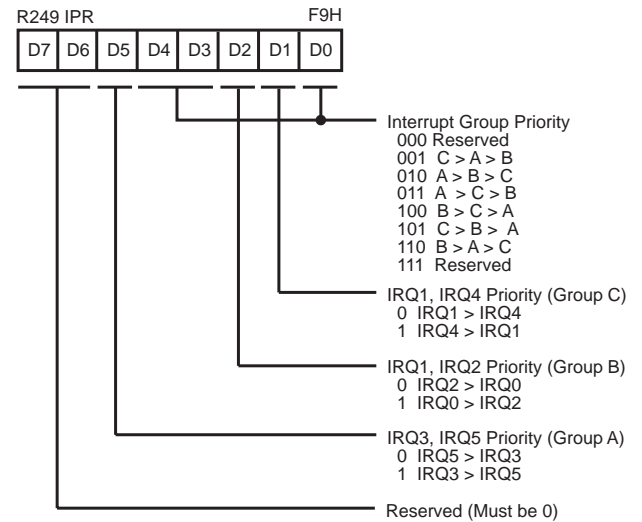 R249 IPR F9H
D7 D6 D5 D4 D3 D2 D1 D0
Interrupt Group Priority
000 Reserved
001 C > A > B
010 A > B > C
011 A > C > B
100 B > C > A
101 C > B > A
110 B > A > C
111 Reserved
IRQ1, IRQ4 Priority (Group C)
0 IRQ1 > IRQ4
1 IRQ4 > IRQ1
IRQ1, IRQ2 Priority (Group B)
0 IRQ2 > IRQ0
1 IRQ0 > IRQ2
IRQ3, IRQ5 Priority (Group A)
0 IRQ5 > IRQ3
1 IRQ3 > IRQ5
Reserved (Must be 0)